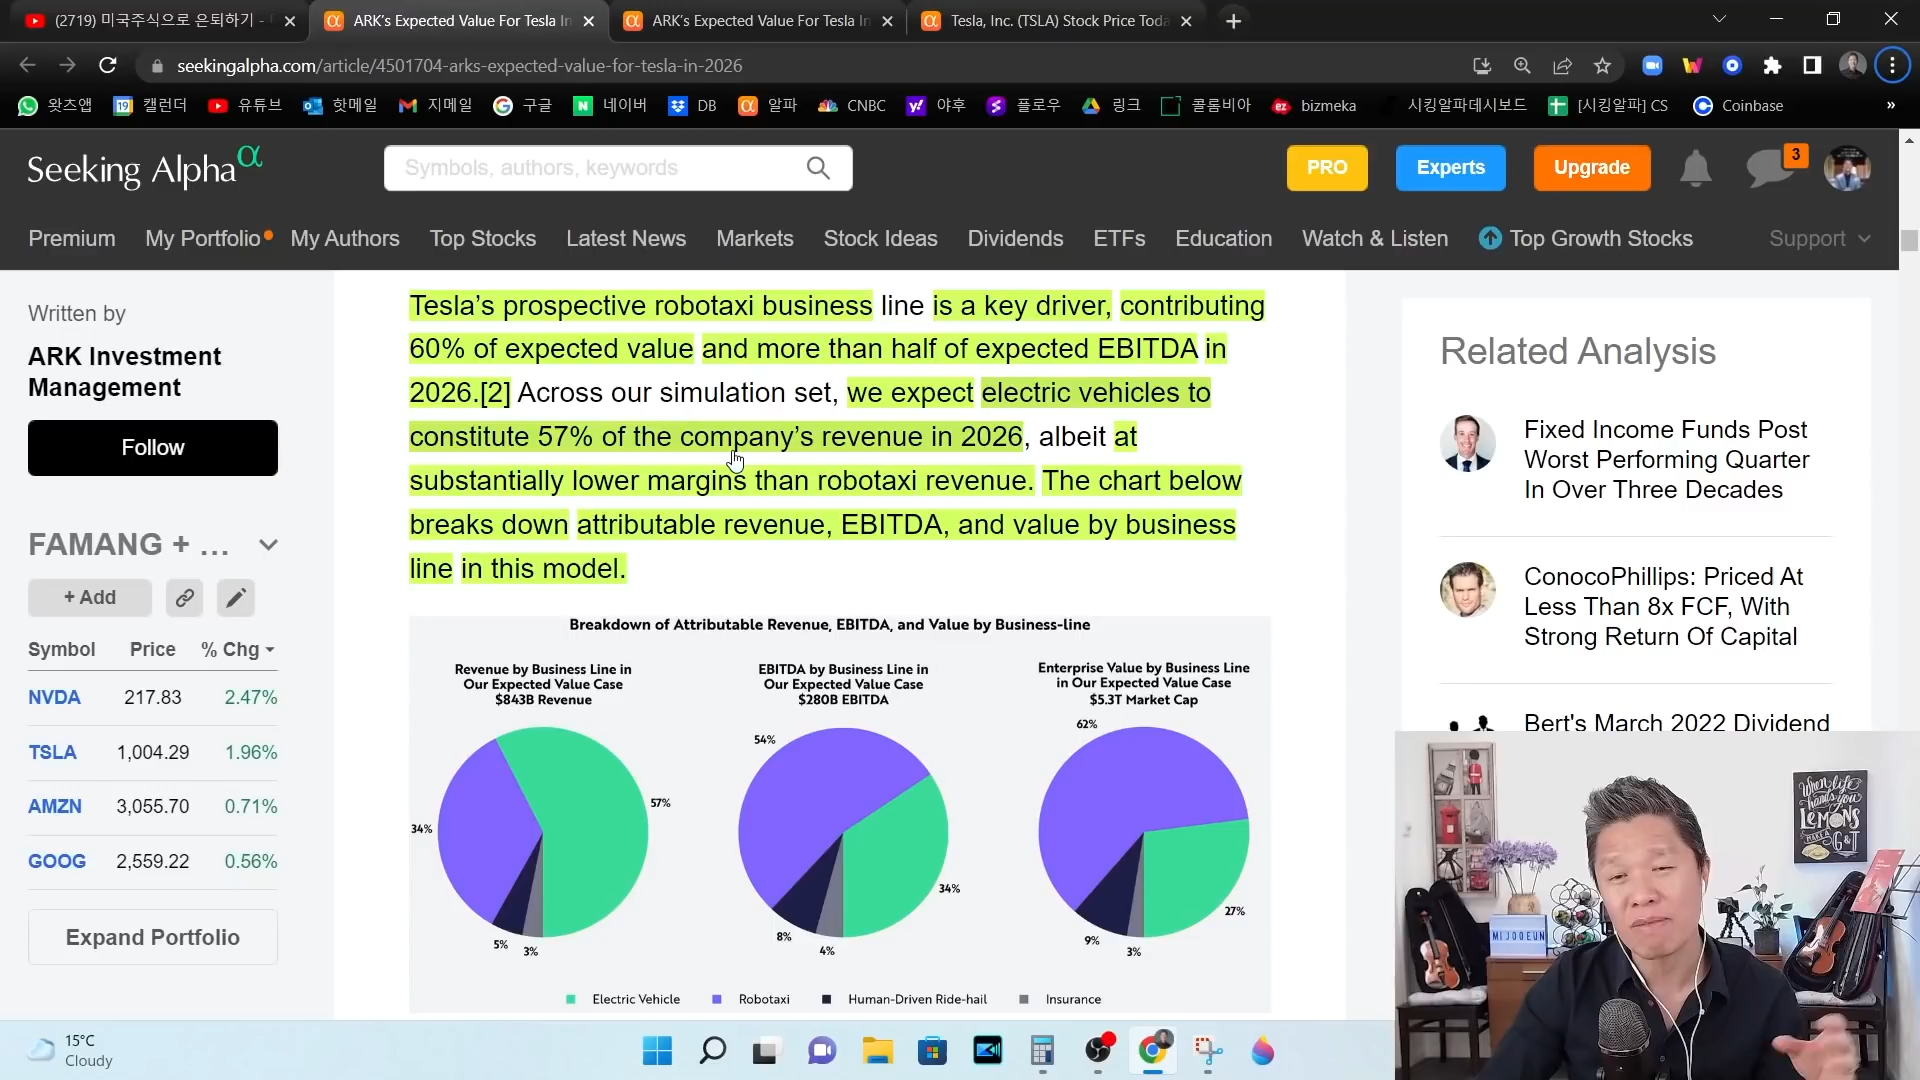 (2719) 미국주식으로 은퇴하기 -
ARK's Expected Value For Tesla In
ARK's Expected Value For Tesla In
Tesla, Inc. (TSLA) Stock Price Toda
seekingalpha.com/article/4501704-arks-expected-value-for-tesla-in-2026
왓츠앱 캘린더 유튜브 핫메일 지메일 구글 네이버 DB 알파 CNBC 야후 플로우 링크 콜롬비아 bizmeka 시킹알파데시보드 [시킹알파] CS Coinbase »
Seeking Alpha α
Symbols, authors, keywords
PRO
Experts
Upgrade
3
Premium My Portfolio My Authors Top Stocks Latest News Markets Stock Ideas Dividends ETFs Education Watch & Listen Top Growth Stocks Support
Written by
ARK Investment
Management
Follow
FAMANG + ...
+ Add
Symbol Price % Chg
NVDA 217.83 2.47%
TSLA 1,004.29 1.96%
AMZN 3,055.70 0.71%
GOOG 2,559.22 0.56%
Expand Portfolio
Tesla’s prospective robotaxi business line is a key driver, contributing
60% of expected value and more than half of expected EBITDA in
2026.[2] Across our simulation set, we expect electric vehicles to
constitute 57% of the company’s revenue in 2026, albeit at
substantially lower margins than robotaxi revenue. The chart below
breaks down attributable revenue, EBITDA, and value by business
line in this model.
Breakdown of Attributable Revenue, EBITDA, and Value by Business-line
Revenue by Business Line in
Our Expected Value Case
$843B Revenue
57%
34%
5%
3%
EBITDA by Business Line in
Our Expected Value Case
$280B EBITDA
54%
34%
8%
4%
Enterprise Value by Business Line
in Our Expected Value Case
$5.3T Market Cap
62%
27%
9%
3%
Electric Vehicle Robotaxi Human-Driven Ride-hail Insurance
Related Analysis
Fixed Income Funds Post
Worst Performing Quarter
In Over Three Decades
ConocoPhillips: Priced At
Less Than 8x FCF, With
Strong Return Of Capital
Bert's March 2022 Dividend
When life
hands you
LEMONS
MAKE A
G&T
MIJOOEUN
15°C
Cloudy